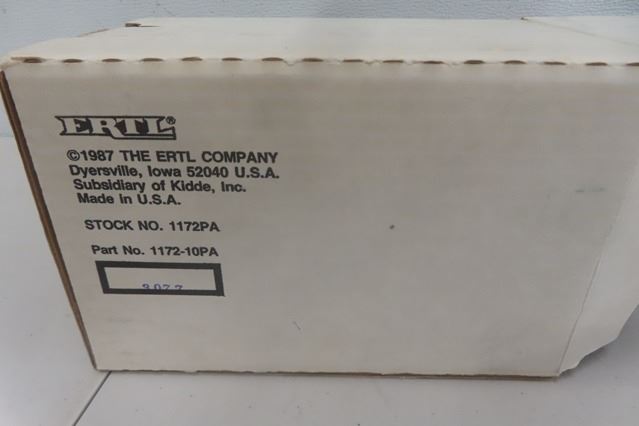 ERTL®
©1987 THE ERTL COMPANY
Dyersville, Iowa 52040 U.S.A.
Subsidiary of Kidde, Inc.
Made in U.S.A.
STOCK NO. 1172PA
Part No. 1172-10PA